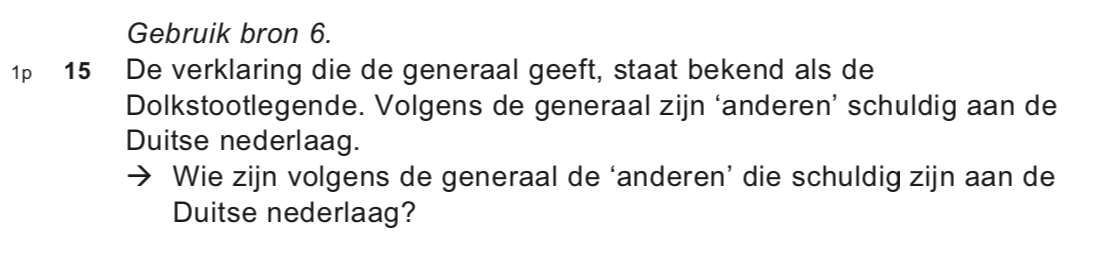 Gebruik bron 6.
1p 15 De verklaring die de generaal geeft, staat bekend als de
Dolkstootlegende. Volgens de generaal zijn ‘anderen’ schuldig aan de
Duitse nederlaag.
→ Wie zijn volgens de generaal de ‘anderen’ die schuldig zijn aan de
Duitse nederlaag?